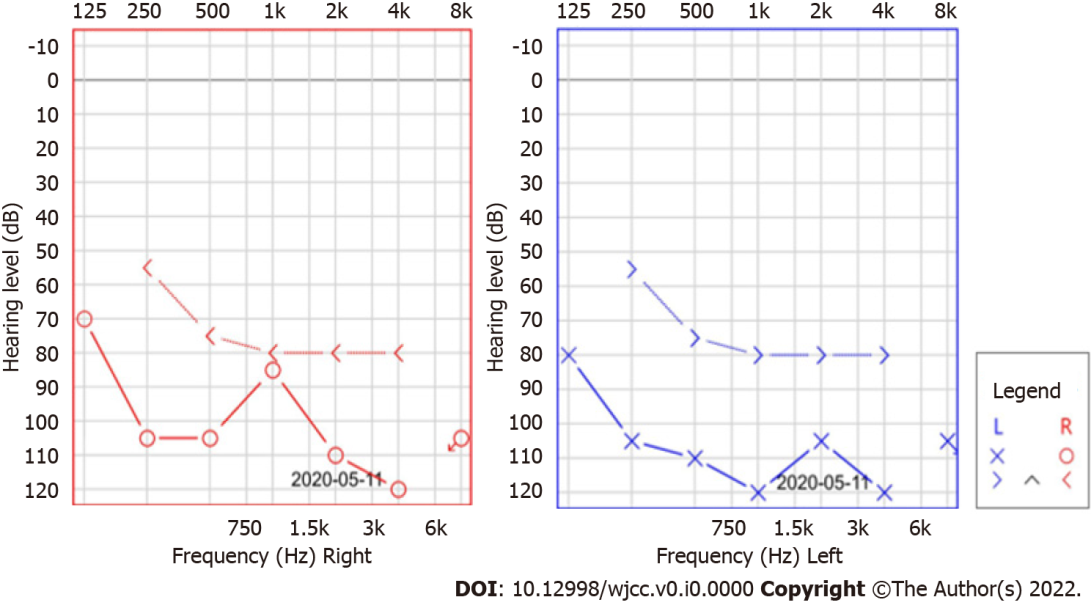 125 250 500 1k 2k 4k 8k
-10
0
10
20
30
40
50
60
70
80
90
100
110
120
Hearing level (dB)
2020-05-11
750 1.5k 3k 6k
Frequency (Hz) Right
125 250 500 1k 2k 4k 8k
-10
0
10
20
30
40
50
60
70
80
90
100
110
120
Hearing level (dB)
2020-05-11
750 1.5k 3k 6k
Frequency (Hz) Left
Legend
L R
DOI: 10.12998/wjcc.v0.i0.0000 Copyright ©The Author(s) 2022.